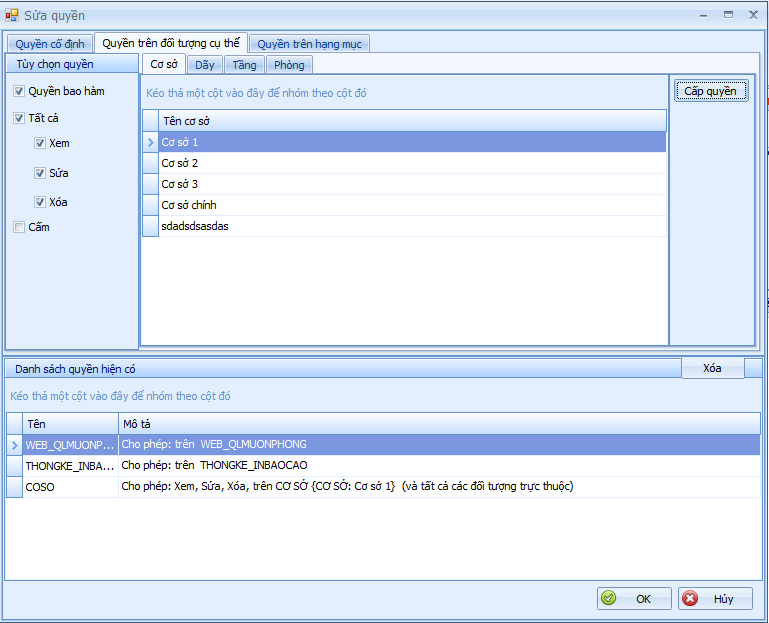 Sửa quyền
Quyền cố định Quyền trên đối tượng cụ thể Quyền trên hạng mục
Tùy chọn quyền
Cơ sở Dãy Tầng Phòng
Quyền bao hàm
Tất cả
Xem
Sửa
Xóa
Cấm
Kéo thả một cột vào đây để nhóm theo cột đó
Cấp quyền
Tên cơ sở
Cơ sở 1
Cơ sở 2
Cơ sở 3
Cơ sở chính
sdadsdsasdas
Danh sách quyền hiện có
Xóa
Kéo thả một cột vào đây để nhóm theo cột đó
Tên Mô tả
WEB_QLMUONP... Cho phép: trên WEB_QLMUONPHONG
THONGKE_INBA... Cho phép: trên THONGKE_INBAOCAO
COSO Cho phép: Xem, Sửa, Xóa, trên CƠ SỞ {CƠ SỞ: Cơ sở 1} (và tất cả các đối tượng trực thuộc)
OK Hủy